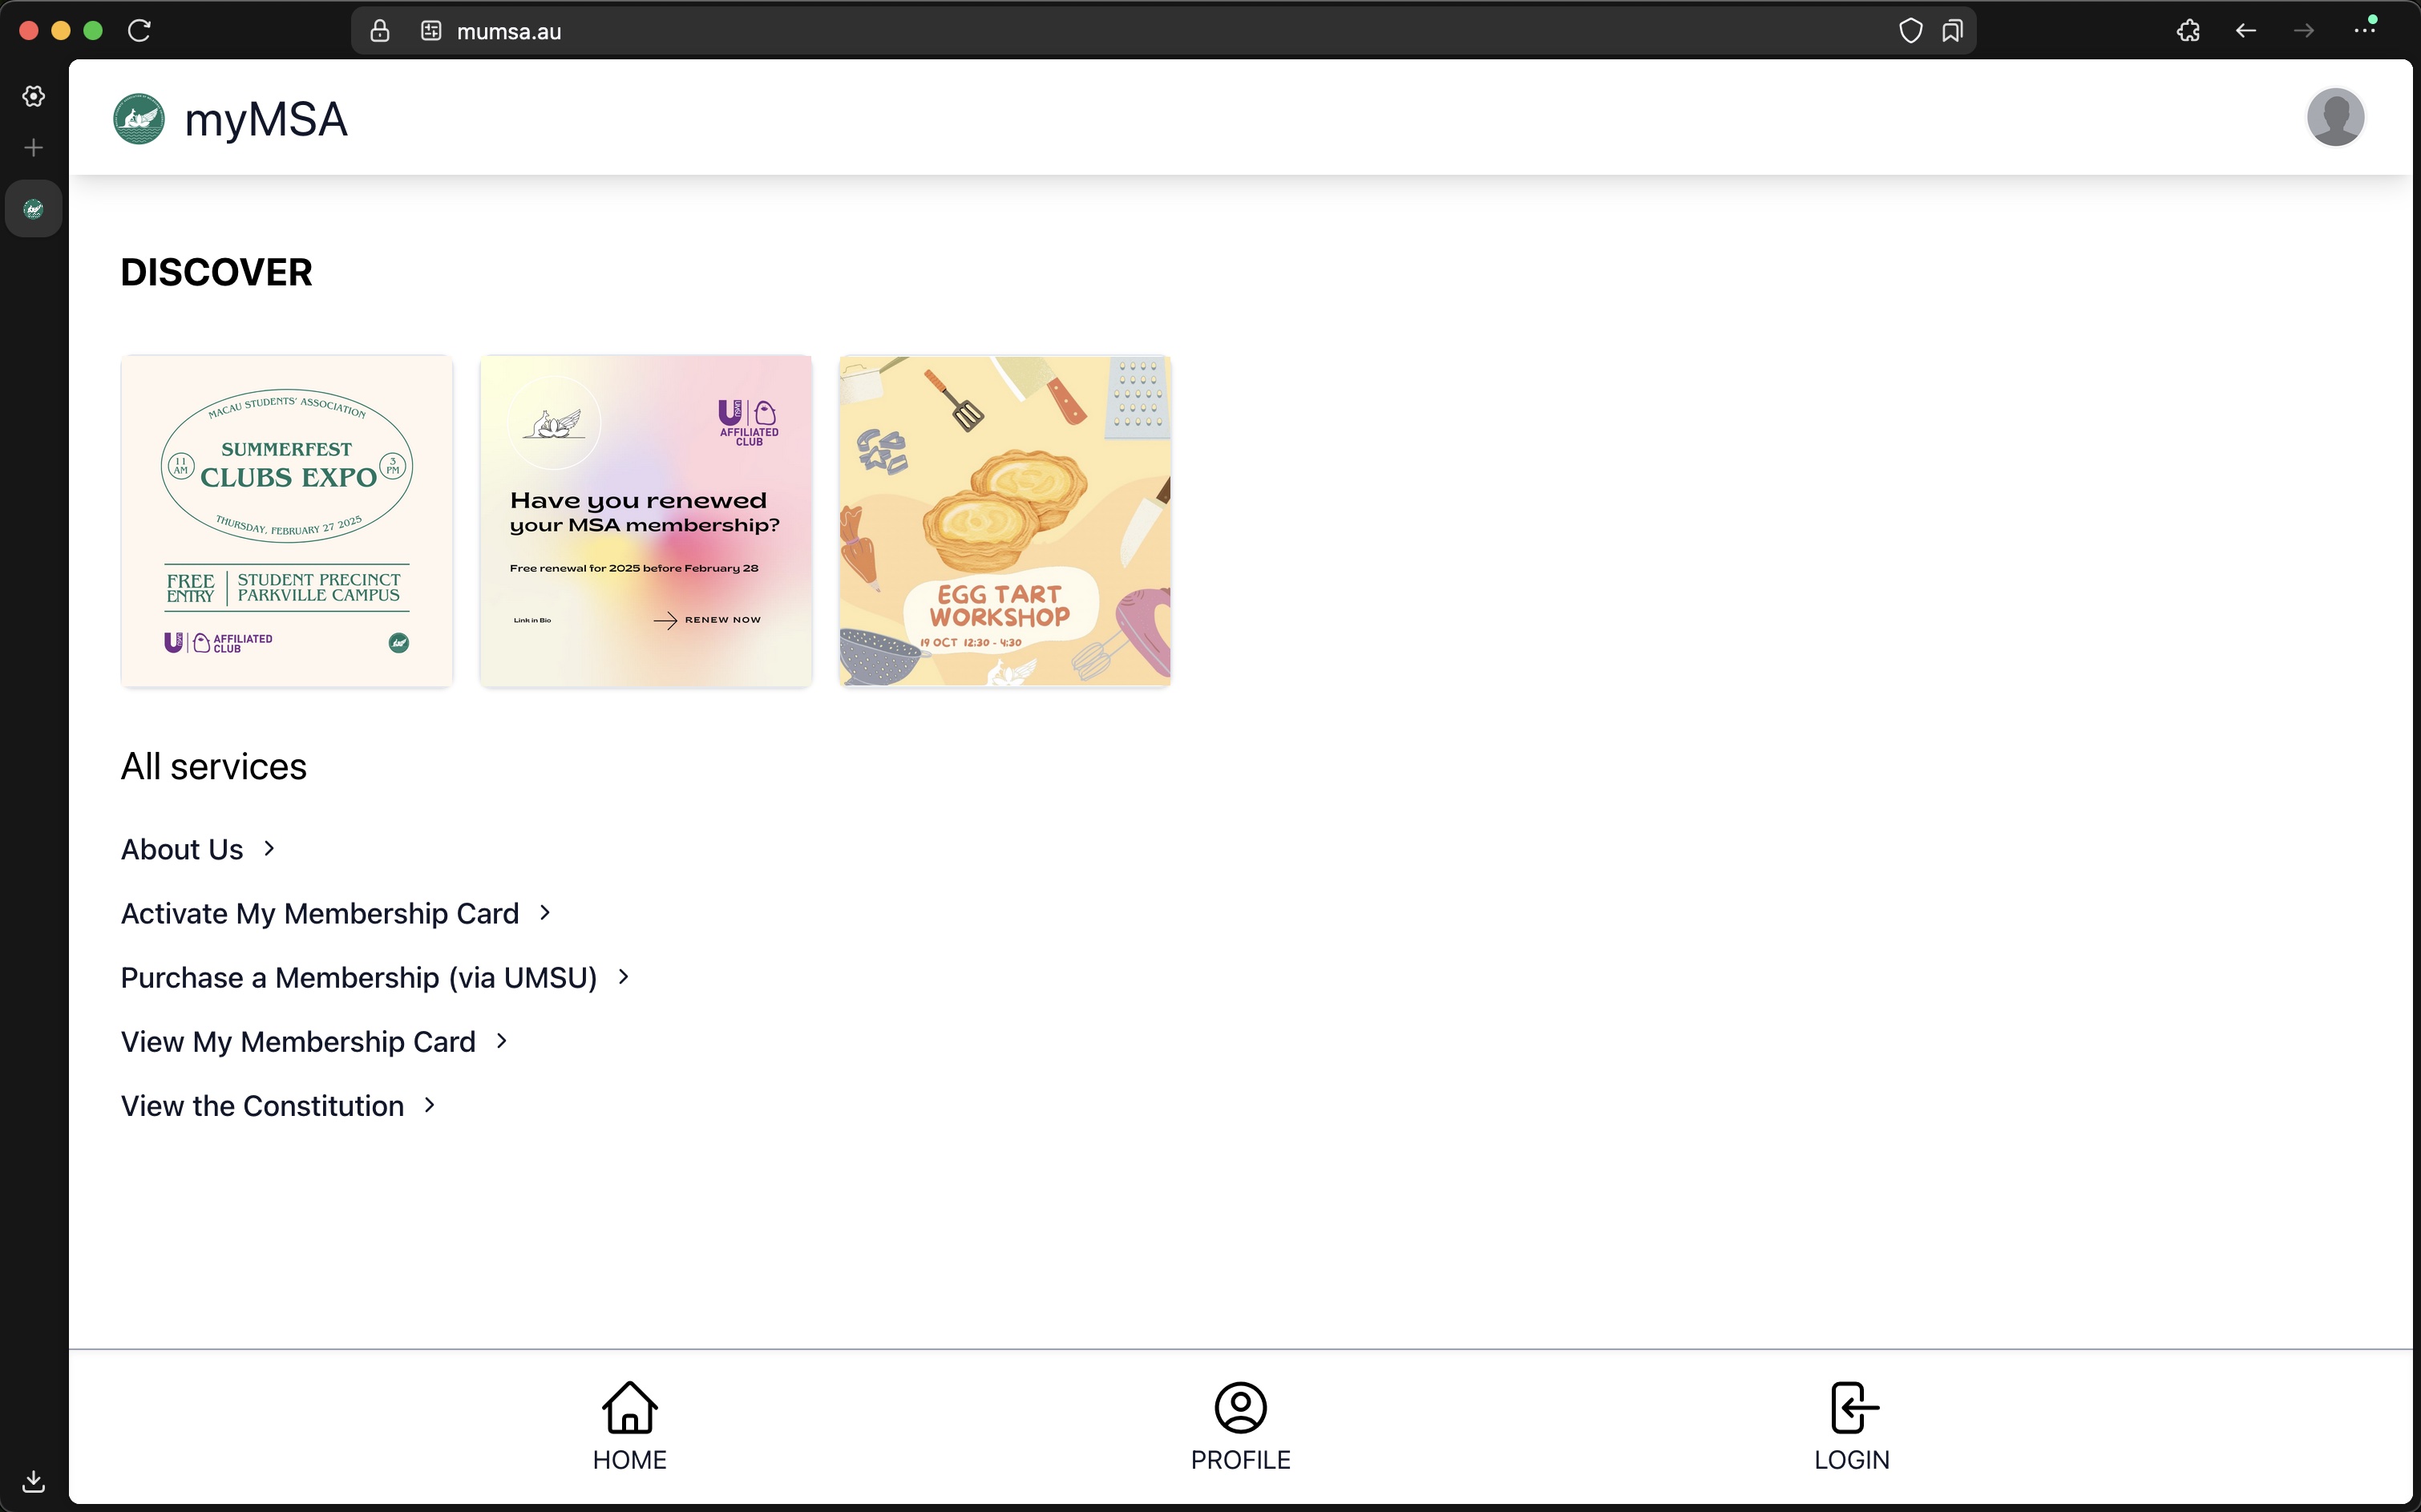 mumsa.au
myMSA
DISCOVER
MACAU STUDENTS' ASSOCIATION
SUMMERFEST
11 AM
CLUBS EXPO
3 PM
THURSDAY, FEBRUARY 27 2025
FREE ENTRY
STUDENT PRECINCT
PARKVILLE CAMPUS
AFFILIATED
CLUB
U
UMSU
AFFILIATED
CLUB
Have you renewed
your MSA membership?
Free renewal for 2025 before February 28
Link in Bio
RENEW NOW
EGG TART
WORKSHOP
19 OCT 12:30 - 4:30
All services
About Us
Activate My Membership Card
Purchase a Membership (via UMSU)
View My Membership Card
View the Constitution
HOME
PROFILE
LOGIN